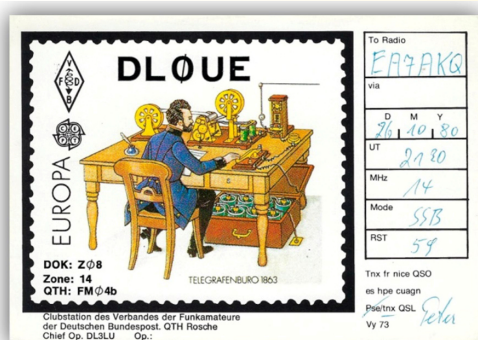 DLØUE
V
F D
B
CEPT
EUROPA
DOK: ZØ8
Zone: 14
QTH: FMØ4b
TELEGRAFENBÜRO 1863
Clubstation des Verbandes der Funkamateure
der Deutschen Bundespost. QTH Rosche
Chief Op. DL3LU Op.:
To Radio
EA7AKQ
via
D M Y
26 10 80
UT
2120
MHz
14
Mode
SSB
RST
59
Tnx fr nice QSO
es hpe cuagn
Pse/tnx QSL
Vy 73 Peter